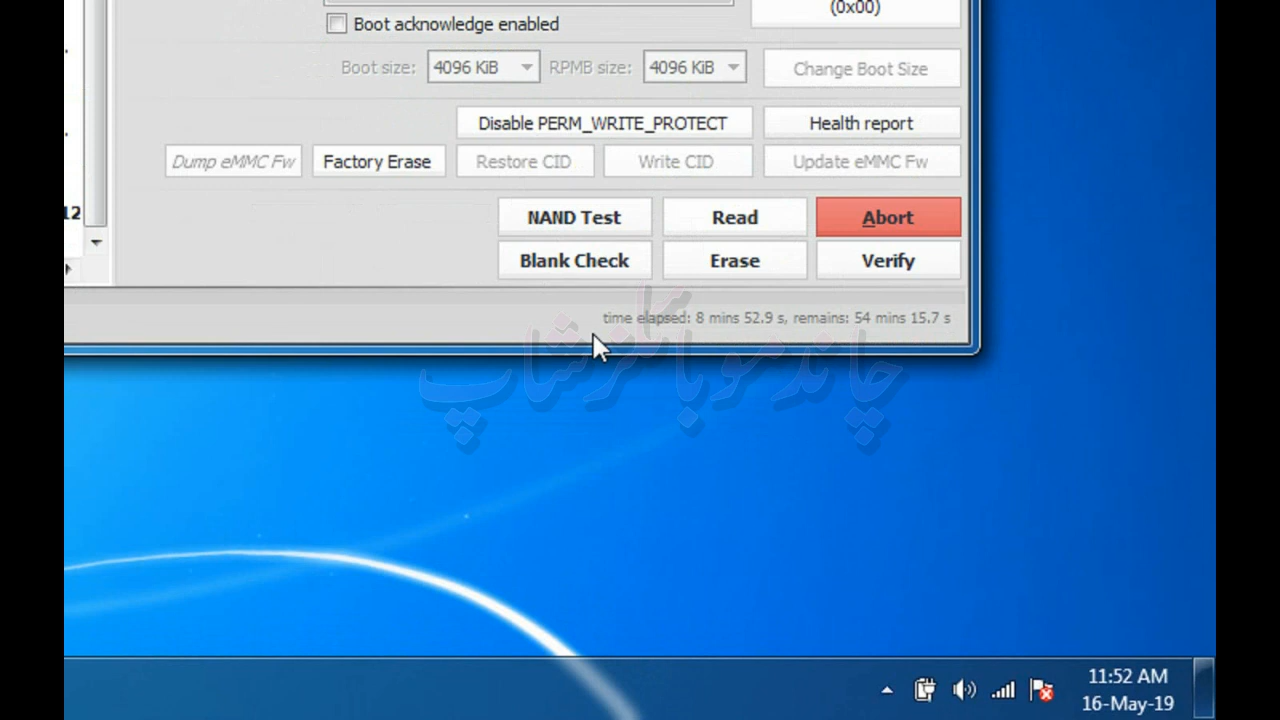 (0x00)
Boot acknowledge enabled
Boot size: 4096 KiB RPMB size: 4096 KiB Change Boot Size
Disable PERM_WRITE_PROTECT Health report
Dump eMMC Fw Factory Erase Restore CID Write CID Update eMMC Fw
12 NAND Test Read Abort
Blank Check Erase Verify
time elapsed: 8 mins 52.9 s, remains: 54 mins 15.7 s
11:52 AM
16-May-19